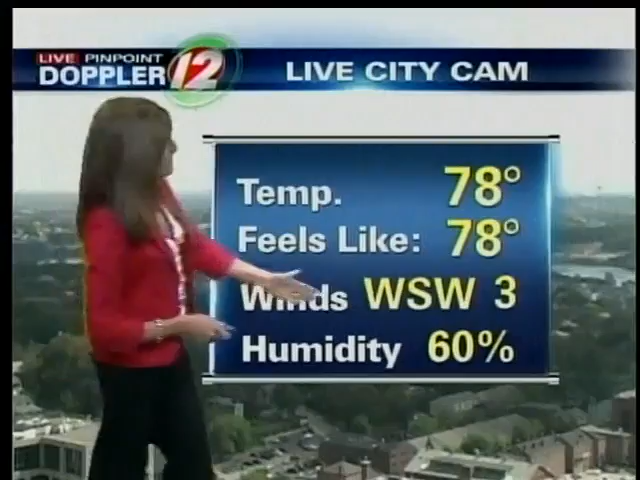 LIVE PINPOINT
DOPPLER 12
LIVE CITY CAM
Temp. 78°
Feels Like: 78°
Winds WSW 3
Humidity 60%